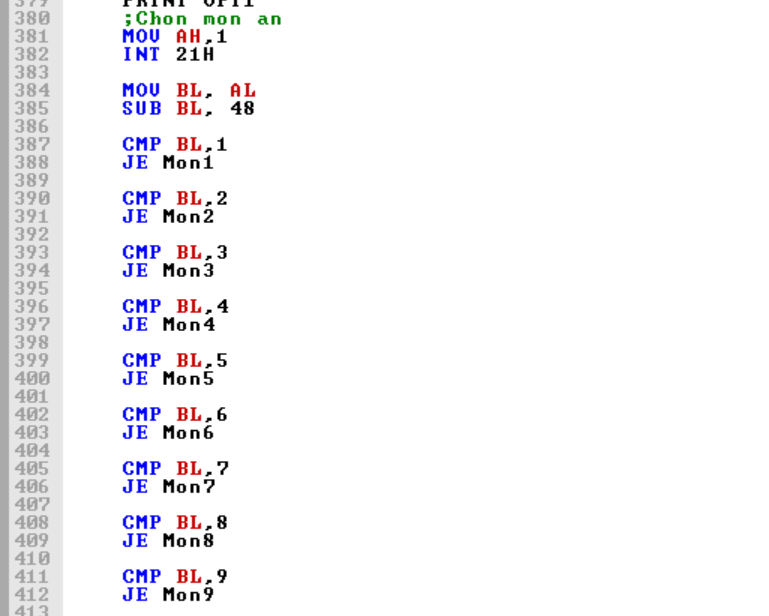 379 PRINT OPT1
380 ;Chon mon an
381 MOV AH,1
382 INT 21H
383
384 MOV BL, AL
385 SUB BL, 48
386
387 CMP BL,1
388 JE Mon1
389
390 CMP BL,2
391 JE Mon2
392
393 CMP BL,3
394 JE Mon3
395
396 CMP BL,4
397 JE Mon4
398
399 CMP BL,5
400 JE Mon5
401
402 CMP BL,6
403 JE Mon6
404
405 CMP BL,7
406 JE Mon7
407
408 CMP BL,8
409 JE Mon8
410
411 CMP BL,9
412 JE Mon9
413